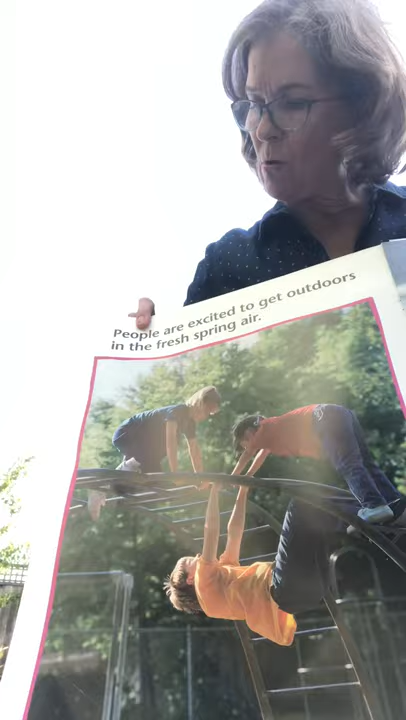 People are excited to get outdoors
in the fresh spring air.